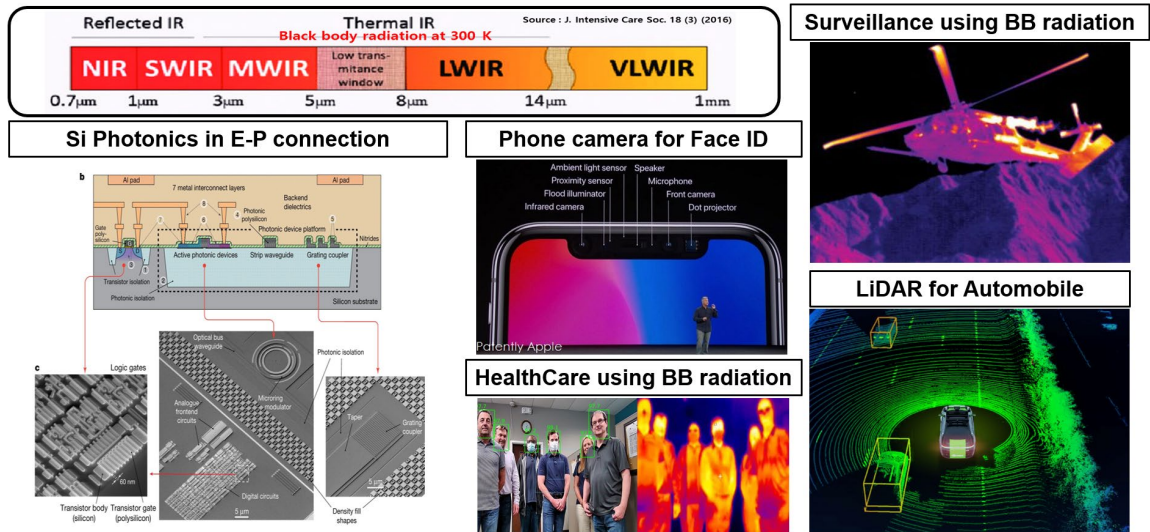 Reflected IR
Thermal IR
Source : J. Intensive Care Soc. 18 (3) (2016)
Black body radiation at 300 K
NIR
SWIR
MWIR
Low trans-
mitance
window
LWIR
VLWIR
0.7μm
1μm
3μm
5μm
8μm
14μm
1mm
Surveillance using BB radiation
Si Photonics in E-P connection
b
Al pad
7 metal interconnect layers
Al pad
Backend
dielectrics
Photonic
polysilicon
Gate
poly-
silicon
Photonic device platform
Nitrides
Active photonic devices
Strip waveguide
Grating coupler
Transistor isolation
Photonic isolation
Silicon substrate
c
Logic gates
60 nm
Transistor body
(silicon)
Transistor gate
(polysilicon)
Optical bus
waveguide
Microring
modulator
Photonic isolation
Analogue
frontend
circuits
Digital circuits
5 μm
Taper
Grating
coupler
5 μm
Density fill
shapes
Phone camera for Face ID
Ambient light sensor
Speaker
Proximity sensor
Microphone
Flood illuminator
Front camera
Infrared camera
Dot projector
Patently Apple
HealthCare using BB radiation
LiDAR for Automobile